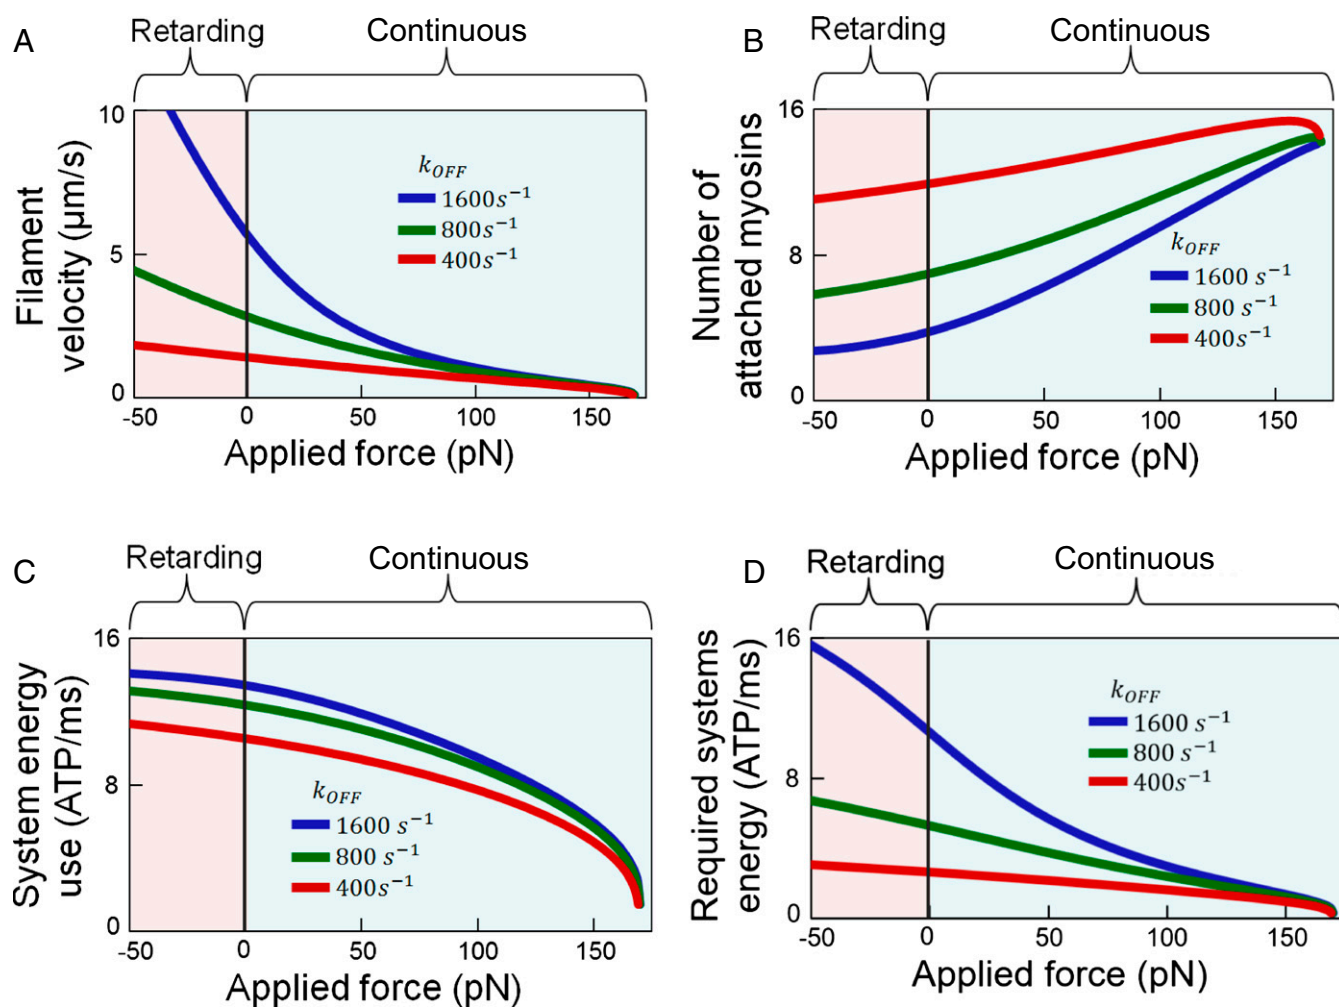 A
Retarding
Continuous
Filament
velocity (μm/s)
10
5
0
k_OFF
1600s⁻¹
800s⁻¹
400s⁻¹
-50 0 50 100 150
Applied force (pN)
B
Retarding
Continuous
Number of
attached myosins
16
8
0
k_OFF
1600 s⁻¹
800 s⁻¹
400s⁻¹
-50 0 50 100 150
Applied force (pN)
C
Retarding
Continuous
System energy
use (ATP/ms)
16
8
0
k_OFF
1600 s⁻¹
800 s⁻¹
400s⁻¹
-50 0 50 100 150
Applied force (pN)
D
Retarding
Continuous
Required systems
energy (ATP/ms)
16
8
0
k_OFF
1600 s⁻¹
800 s⁻¹
400s⁻¹
-50 0 50 100 150
Applied force (pN)